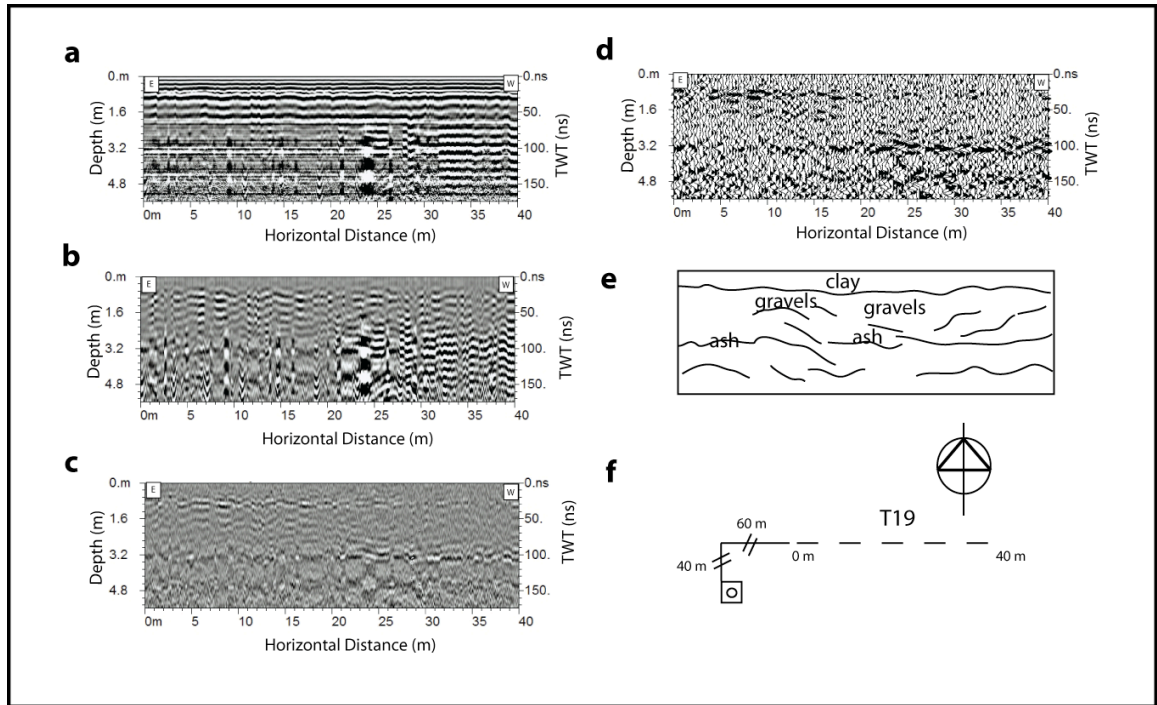 a
0.m
0.ns
E
W
1.6
50.
3.2
100.
4.8
150.
Depth (m)
TWT (ns)
0m 5 10 15 20 25 30 35 40
Horizontal Distance (m)
b
0.m
0.ns
E
W
1.6
50.
3.2
100.
4.8
150.
Depth (m)
TWT (ns)
0m 5 10 15 20 25 30 35 40
Horizontal Distance (m)
c
0.m
0.ns
E
W
1.6
50.
3.2
100.
4.8
150.
Depth (m)
TWT (ns)
0m 5 10 15 20 25 30 35 40
Horizontal Distance (m)
d
0.m
0.ns
E
W
1.6
50.
3.2
100.
4.8
150.
Depth (m)
TWT (ns)
0m 5 10 15 20 25 30 35 40
Horizontal Distance (m)
e
clay
gravels gravels
ash ash
f
T19
60 m
0 m 40 m
40 m